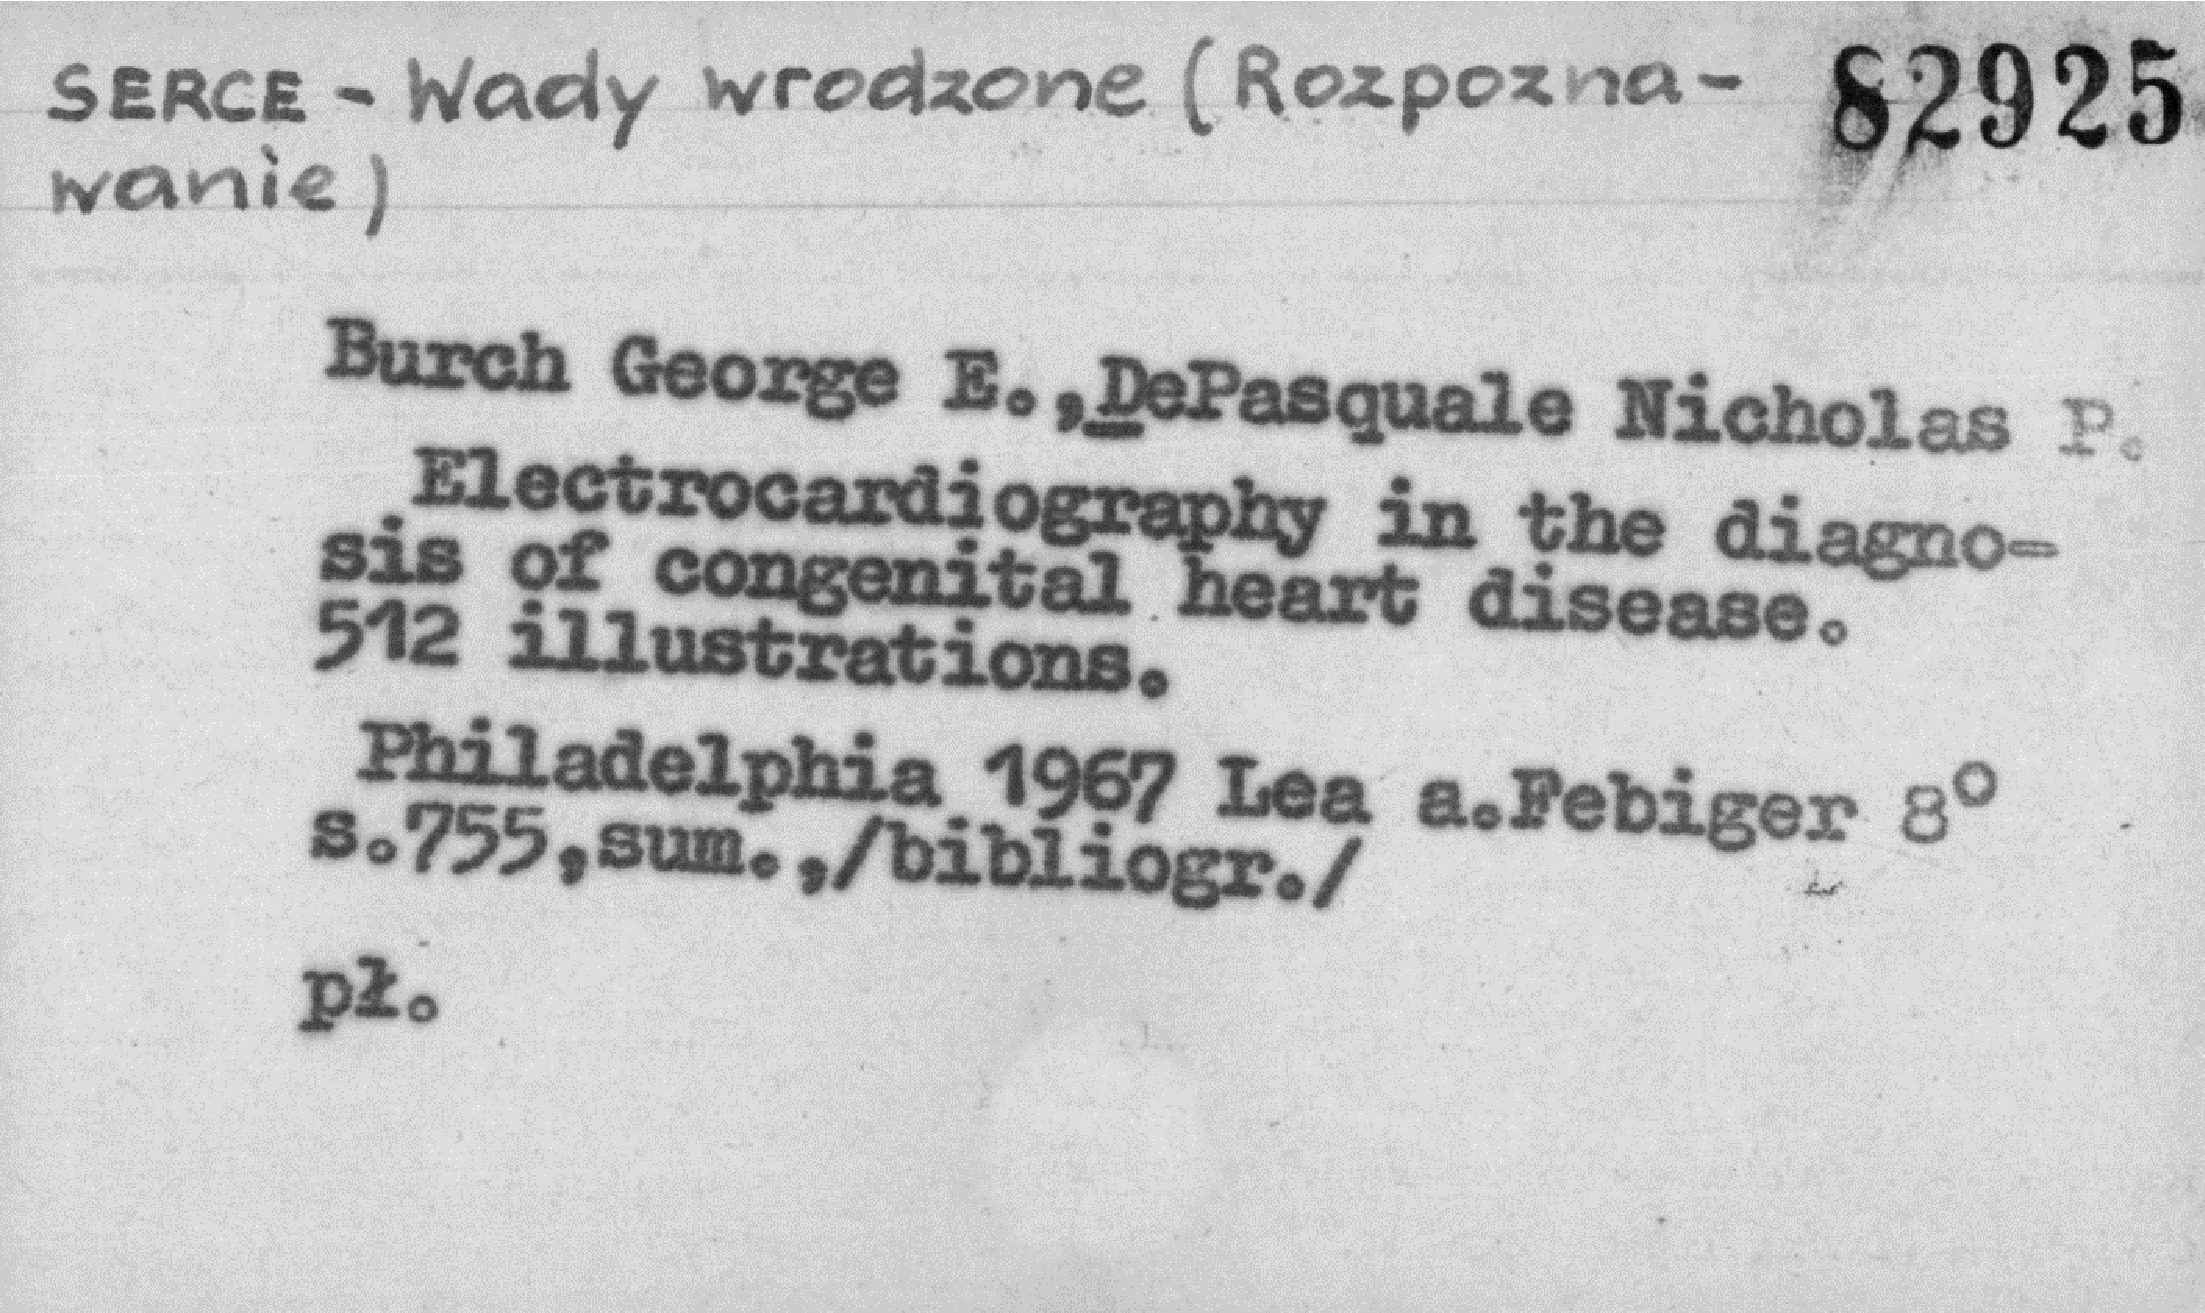 SERCE - Wady wrodzone (Rozpozna- 82925
wanie)
Burch George E.,DePasquale Nicholas P.
Electrocardiography in the diagno-
sis of congenital heart disease.
512 illustrations.
Philadelphia 1967 Lea a.Febiger 8º
s.755,sum.,/bibliogr./
pł.